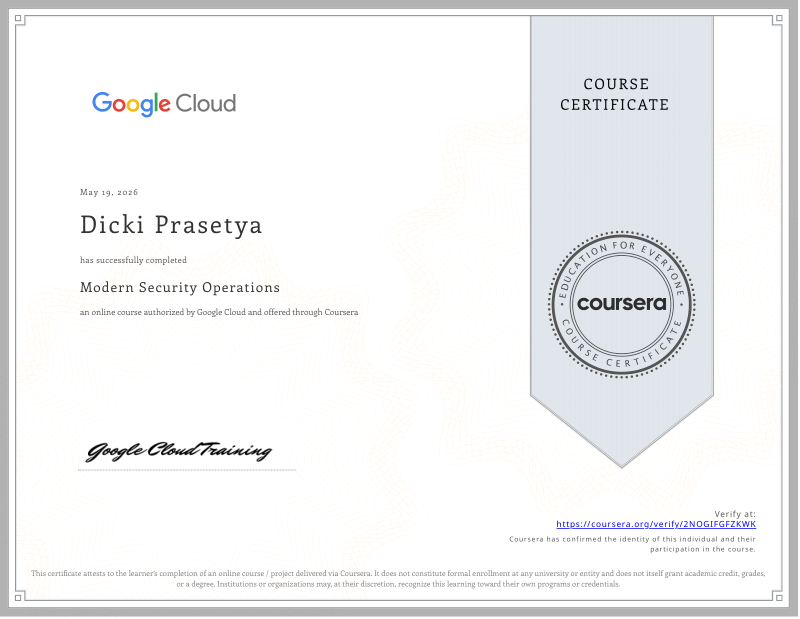 Google Cloud
COURSE
CERTIFICATE
May 19, 2026
Dicki Prasetya
has successfully completed
Modern Security Operations
an online course authorized by Google Cloud and offered through Coursera
EDUCATION FOR EVERYONE
coursera
COURSE CERTIFICATE
Google Cloud Training
Verify at:
https://coursera.org/verify/2NOGIFGFZKWK
Coursera has confirmed the identity of this individual and their
participation in the course.
This certificate attests to the learner's completion of an online course / project delivered via Coursera. It does not constitute formal enrollment at any university or entity and does not itself grant academic credit, grades,
or a degree. Institutions or organizations may, at their discretion, recognize this learning toward their own programs or credentials.